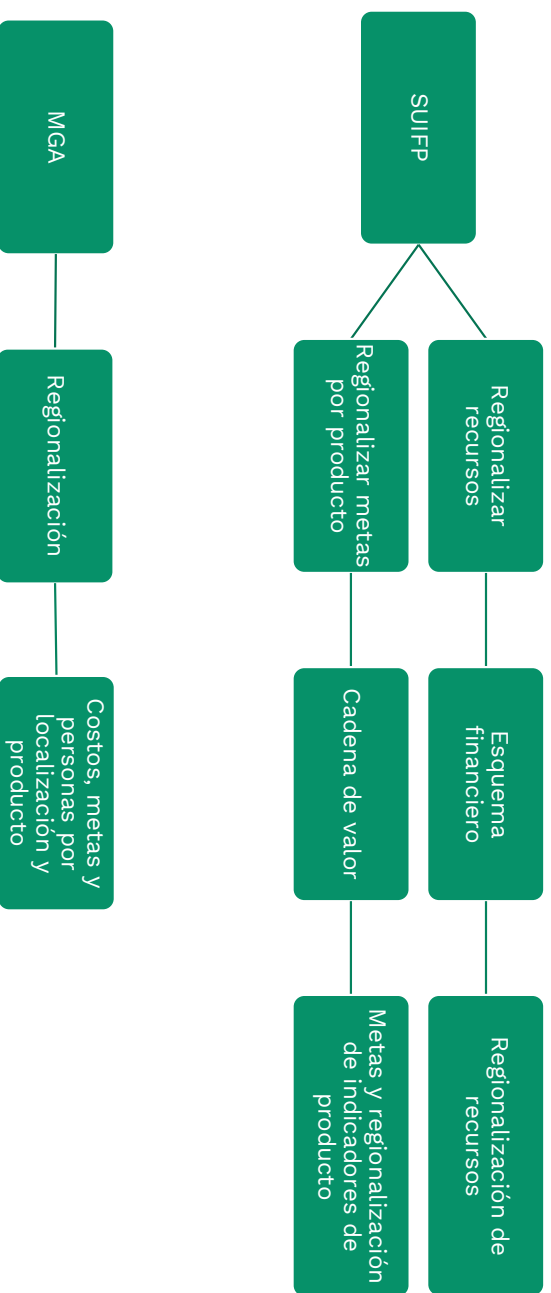 SUIFP
Regionalizar
recursos
Esquema
financiero
Regionalización de
recursos
Regionalizar metas
por producto
Cadena de valor
Metas y regionalización
de indicadores de
producto
MGA
Regionalización
Costos, metas y
personas por
localización y
producto